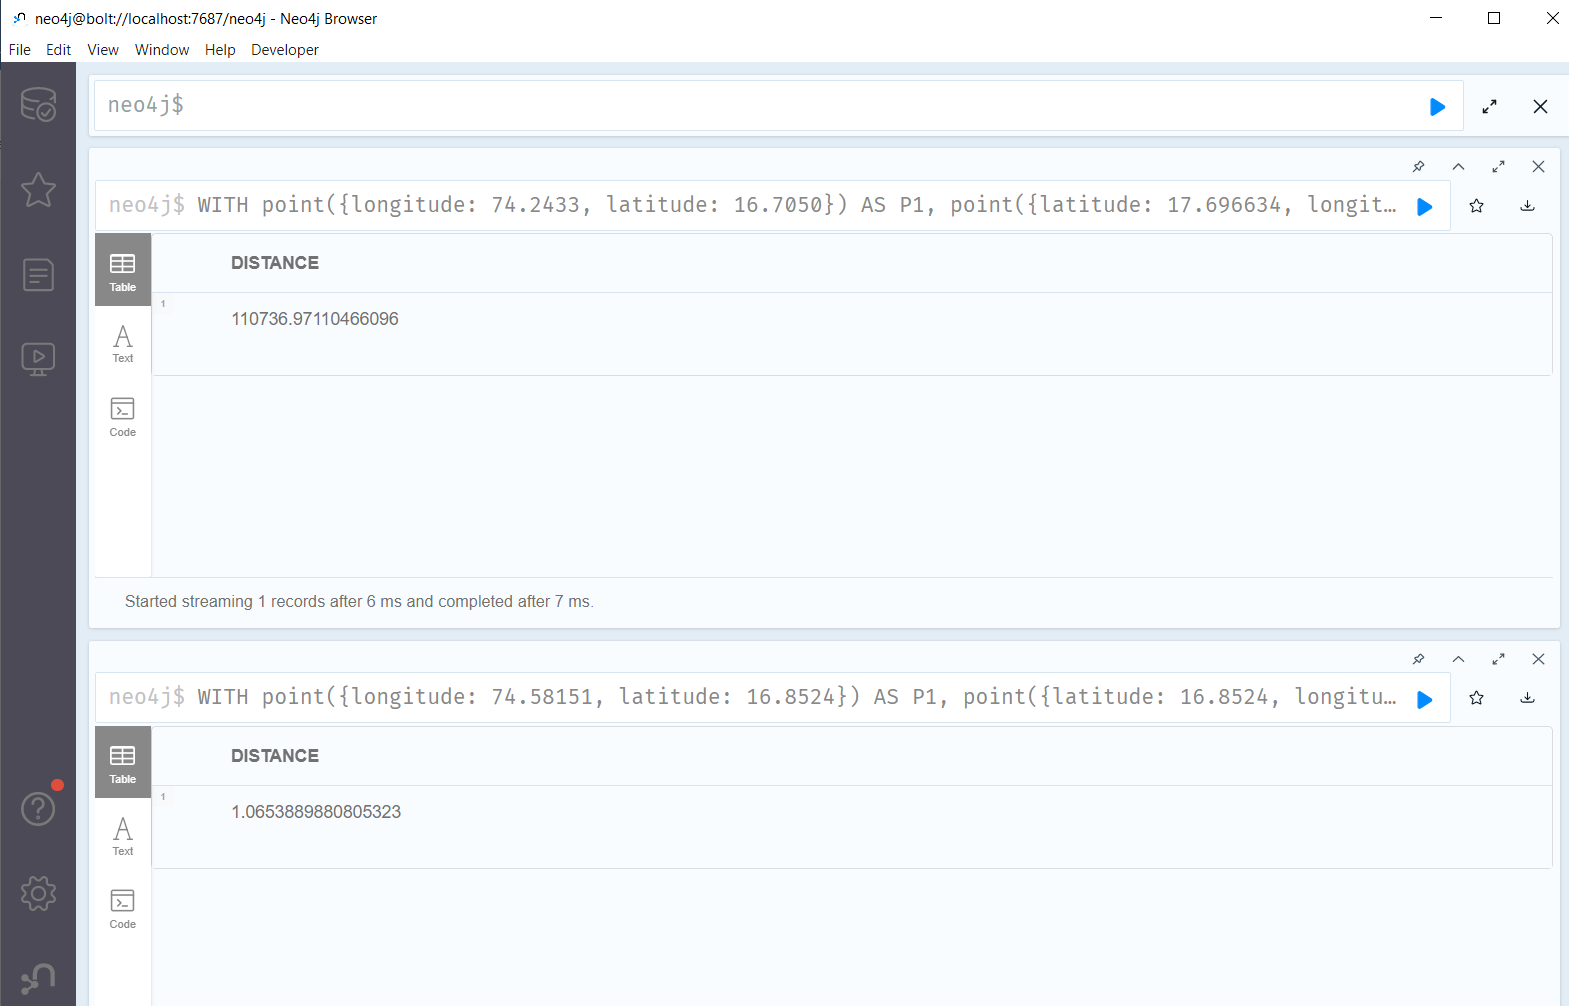 neo4j@bolt://localhost:7687/neo4j - Neo4j Browser
File Edit View Window Help Developer
neo4j$
neo4j$ WITH point({longitude: 74.2433, latitude: 16.7050}) AS P1, point({latitude: 17.696634, longit…
Table
DISTANCE
1
110736.97110466096
Text
Code
Started streaming 1 records after 6 ms and completed after 7 ms.
neo4j$ WITH point({longitude: 74.58151, latitude: 16.8524}) AS P1, point({latitude: 16.8524, longitu…
Table
DISTANCE
1
1.0653889880805323
Text
Code